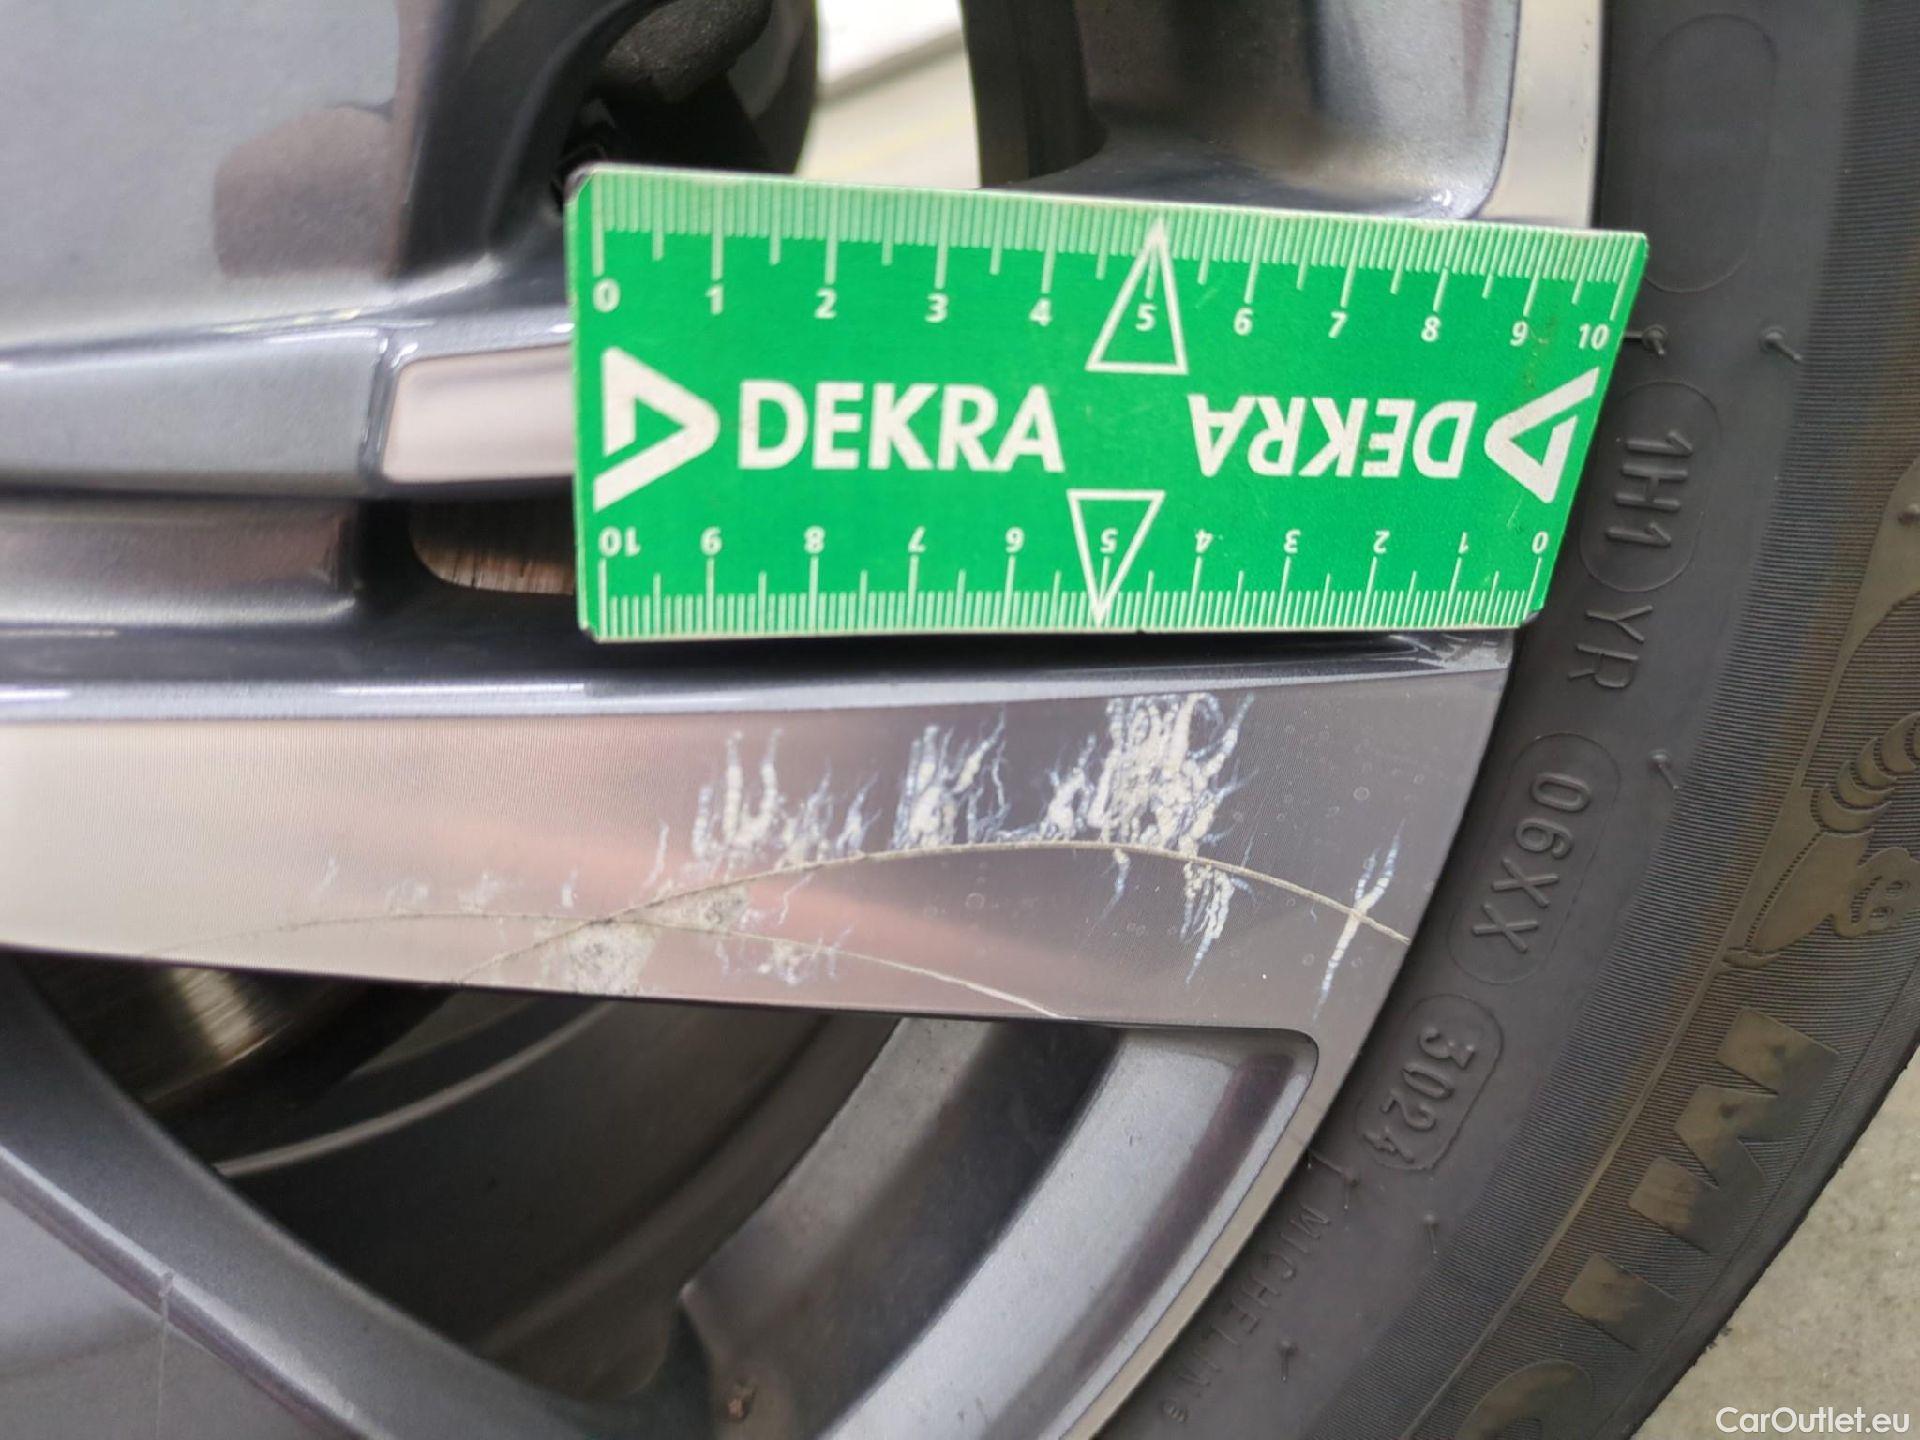 0 1 2 3 4 5 6 7 8 9 10
DEKRA DEKRA
10 9 8 7 6 5 4 3 2 1 0
1H1 YR
06XX
3024
MICHELIN
MI
CarOutlet.eu